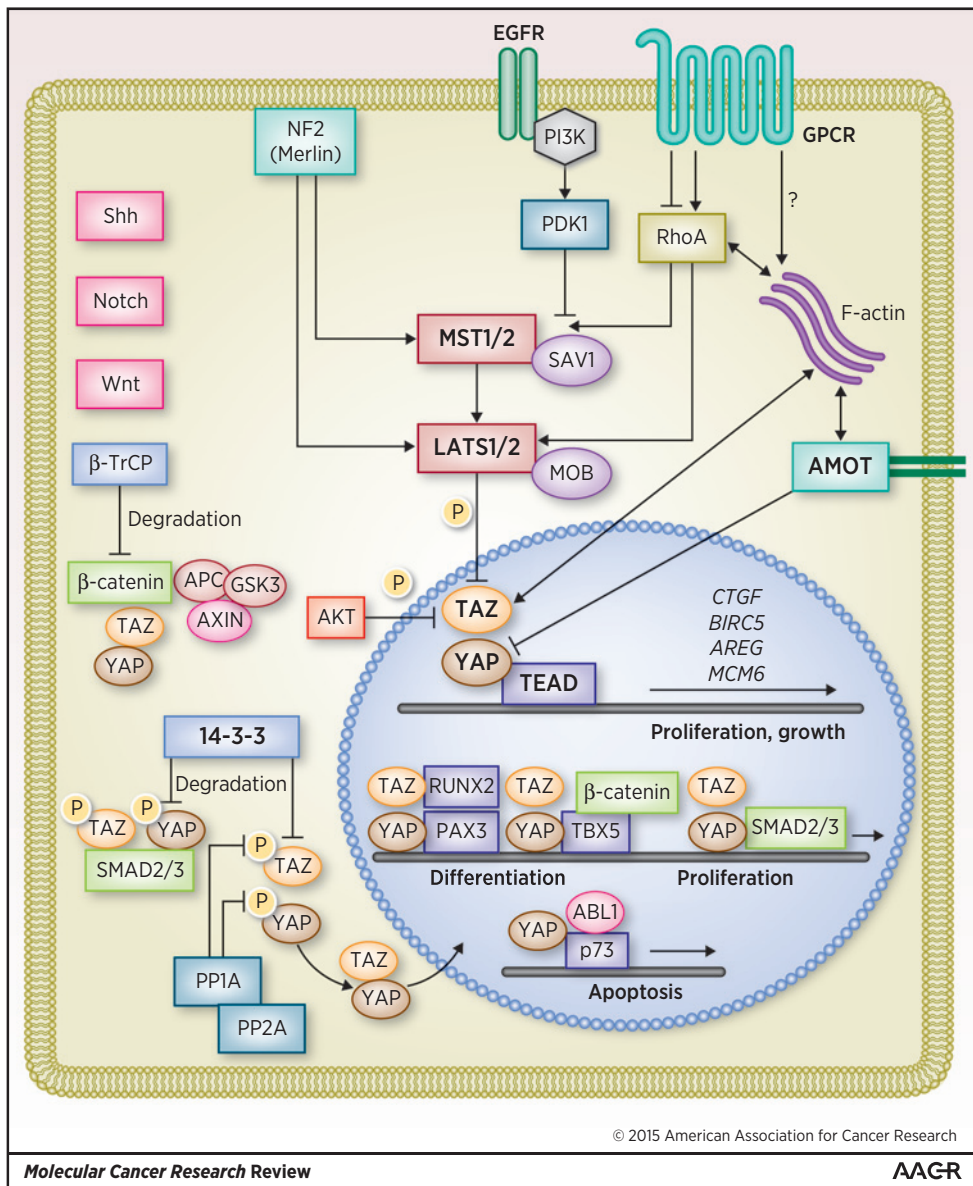 EGFR
NF2
(Merlin)
PI3K
GPCR
Shh
PDK1
RhoA
?
Notch
F-actin
MST1/2
SAV1
Wnt
LATS1/2
MOB
β-TrCP
AMOT
Degradation
P
β-catenin
APC
GSK3
AXIN
P
AKT
TAZ
YAP
TAZ
YAP
TEAD
CTGF
BIRC5
AREG
MCM6
Proliferation, growth
14-3-3
Degradation
P
TAZ
P
YAP
SMAD2/3
P
TAZ
P
YAP
TAZ
YAP
PP1A
PP2A
TAZ
RUNX2
YAP
PAX3
TAZ
β-catenin
YAP
TBX5
TAZ
YAP
SMAD2/3
Differentiation
Proliferation
YAP
ABL1
p73
Apoptosis
© 2015 American Association for Cancer Research
Molecular Cancer Research Review
AACR